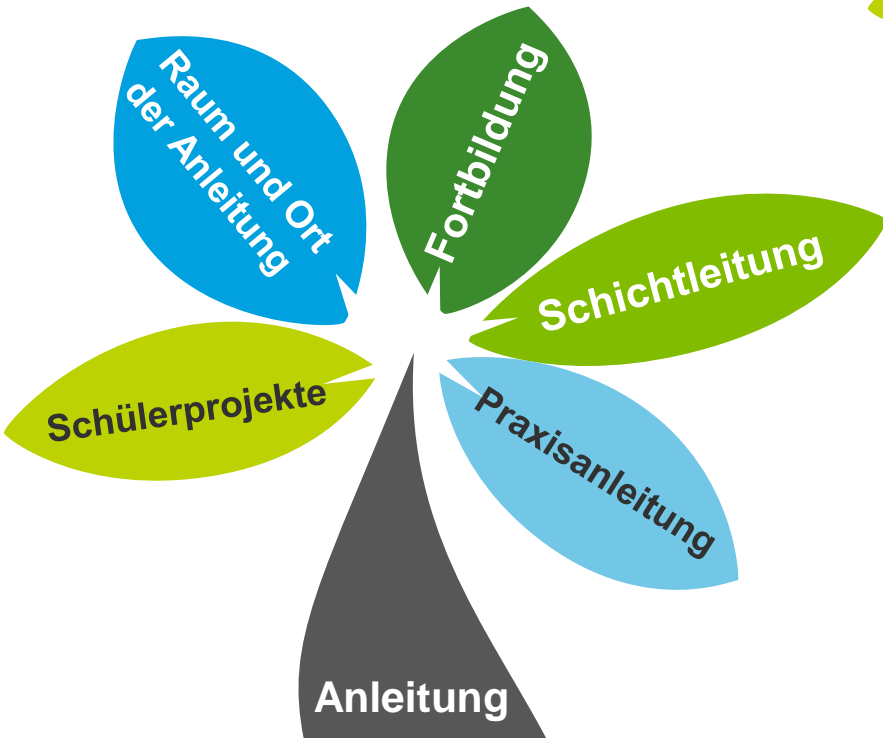 Raum und Ort
der Anleitung
Fortbildung
Schichtleitung
Schülerprojekte
Praxisanleitung
Anleitung